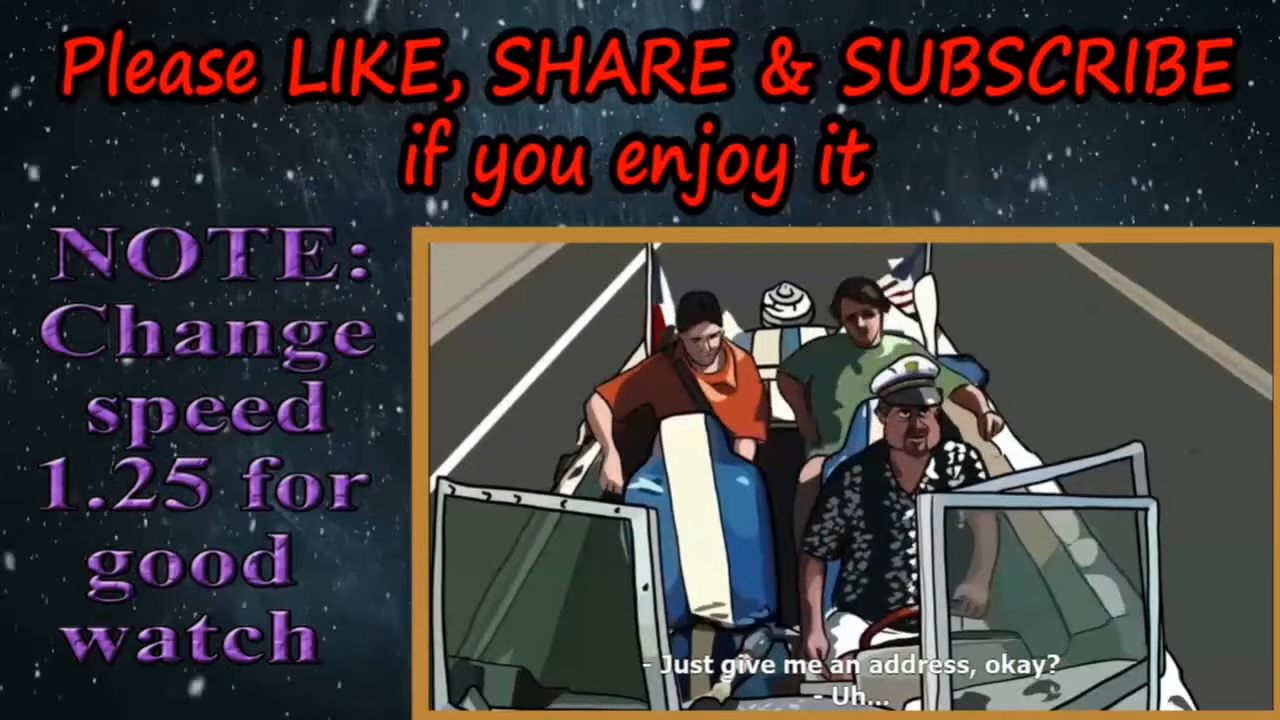 Please LIKE, SHARE & SUBSCRIBE
if you enjoy it
NOTE:
Change
speed
1.25 for
good
watch
- Just give me an address, okay?
- Uh...